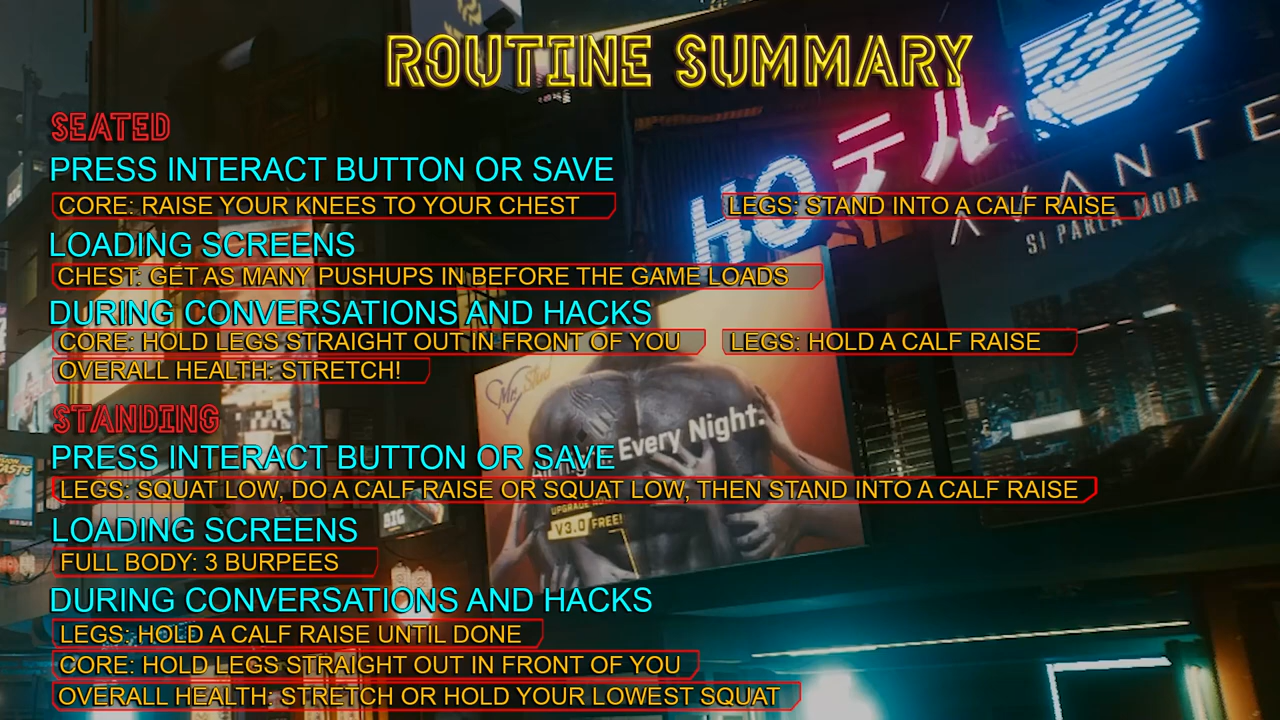 ROUTINE SUMMARY
SEATED
PRESS INTERACT BUTTON OR SAVE
CORE: RAISE YOUR KNEES TO YOUR CHEST
LEGS: STAND INTO A CALF RAISE
LOADING SCREENS
CHEST: GET AS MANY PUSHUPS IN BEFORE THE GAME LOADS
DURING CONVERSATIONS AND HACKS
CORE: HOLD LEGS STRAIGHT OUT IN FRONT OF YOU
LEGS: HOLD A CALF RAISE
OVERALL HEALTH: STRETCH!
STANDING
PRESS INTERACT BUTTON OR SAVE
LEGS: SQUAT LOW, DO A CALF RAISE OR SQUAT LOW, THEN STAND INTO A CALF RAISE
LOADING SCREENS
FULL BODY: 3 BURPEES
DURING CONVERSATIONS AND HACKS
LEGS: HOLD A CALF RAISE UNTIL DONE
CORE: HOLD LEGS STRAIGHT OUT IN FRONT OF YOU
OVERALL HEALTH: STRETCH OR HOLD YOUR LOWEST SQUAT
ホテル
AVANTE
SI PARLA MODA
Mr. Stud
Every Night.
UPGRADE
V3.0 FREE!
BIG